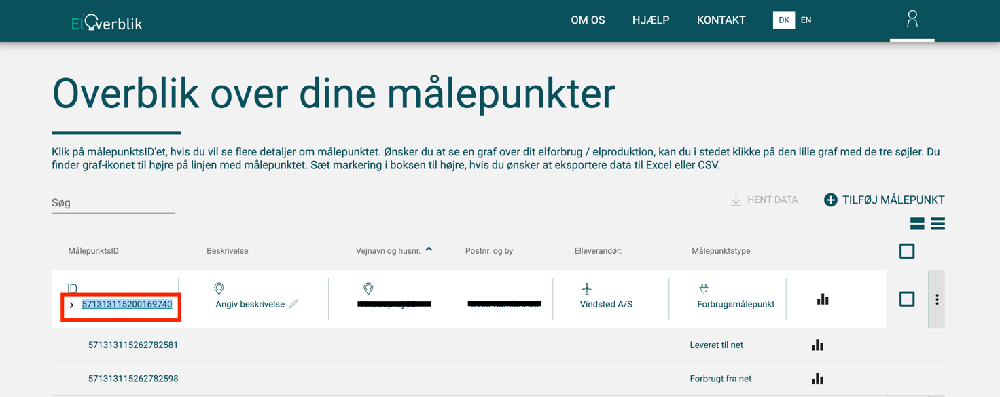 ElOverblik
OM OS
HJÆLP
KONTAKT
DK
EN
Overblik over dine målepunkter
Klik på målepunktsID'et, hvis du vil se flere detaljer om målepunktet. Ønsker du at se en graf over dit elforbrug / elproduktion, kan du i stedet klikke på den lille graf med de tre søjler. Du
finder graf-ikonet til højre på linjen med målepunktet. Sæt markering i boksen til højre, hvis du ønsker at eksportere data til Excel eller CSV.
Søg
HENT DATA
TILFØJ MÅLEPUNKT
MålepunktsID
Beskrivelse
Vejnavn og husnr.
Postnr. og by
Elleverandør:
Målepunktstype
ID
571313115200169740
Angiv beskrivelse
Vindstød A/S
Forbrugsmålepunkt
571313115262782581
Leveret til net
571313115262782598
Forbrugt fra net